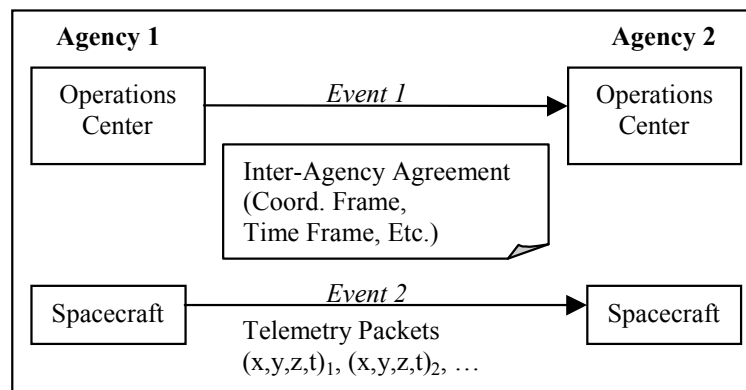 Agency 1
Agency 2
Operations
Center
Event 1
Operations
Center
Inter-Agency Agreement
(Coord. Frame,
Time Frame, Etc.)
Spacecraft
Event 2
Spacecraft
Telemetry Packets
(x,y,z,t)₁, (x,y,z,t)₂, …